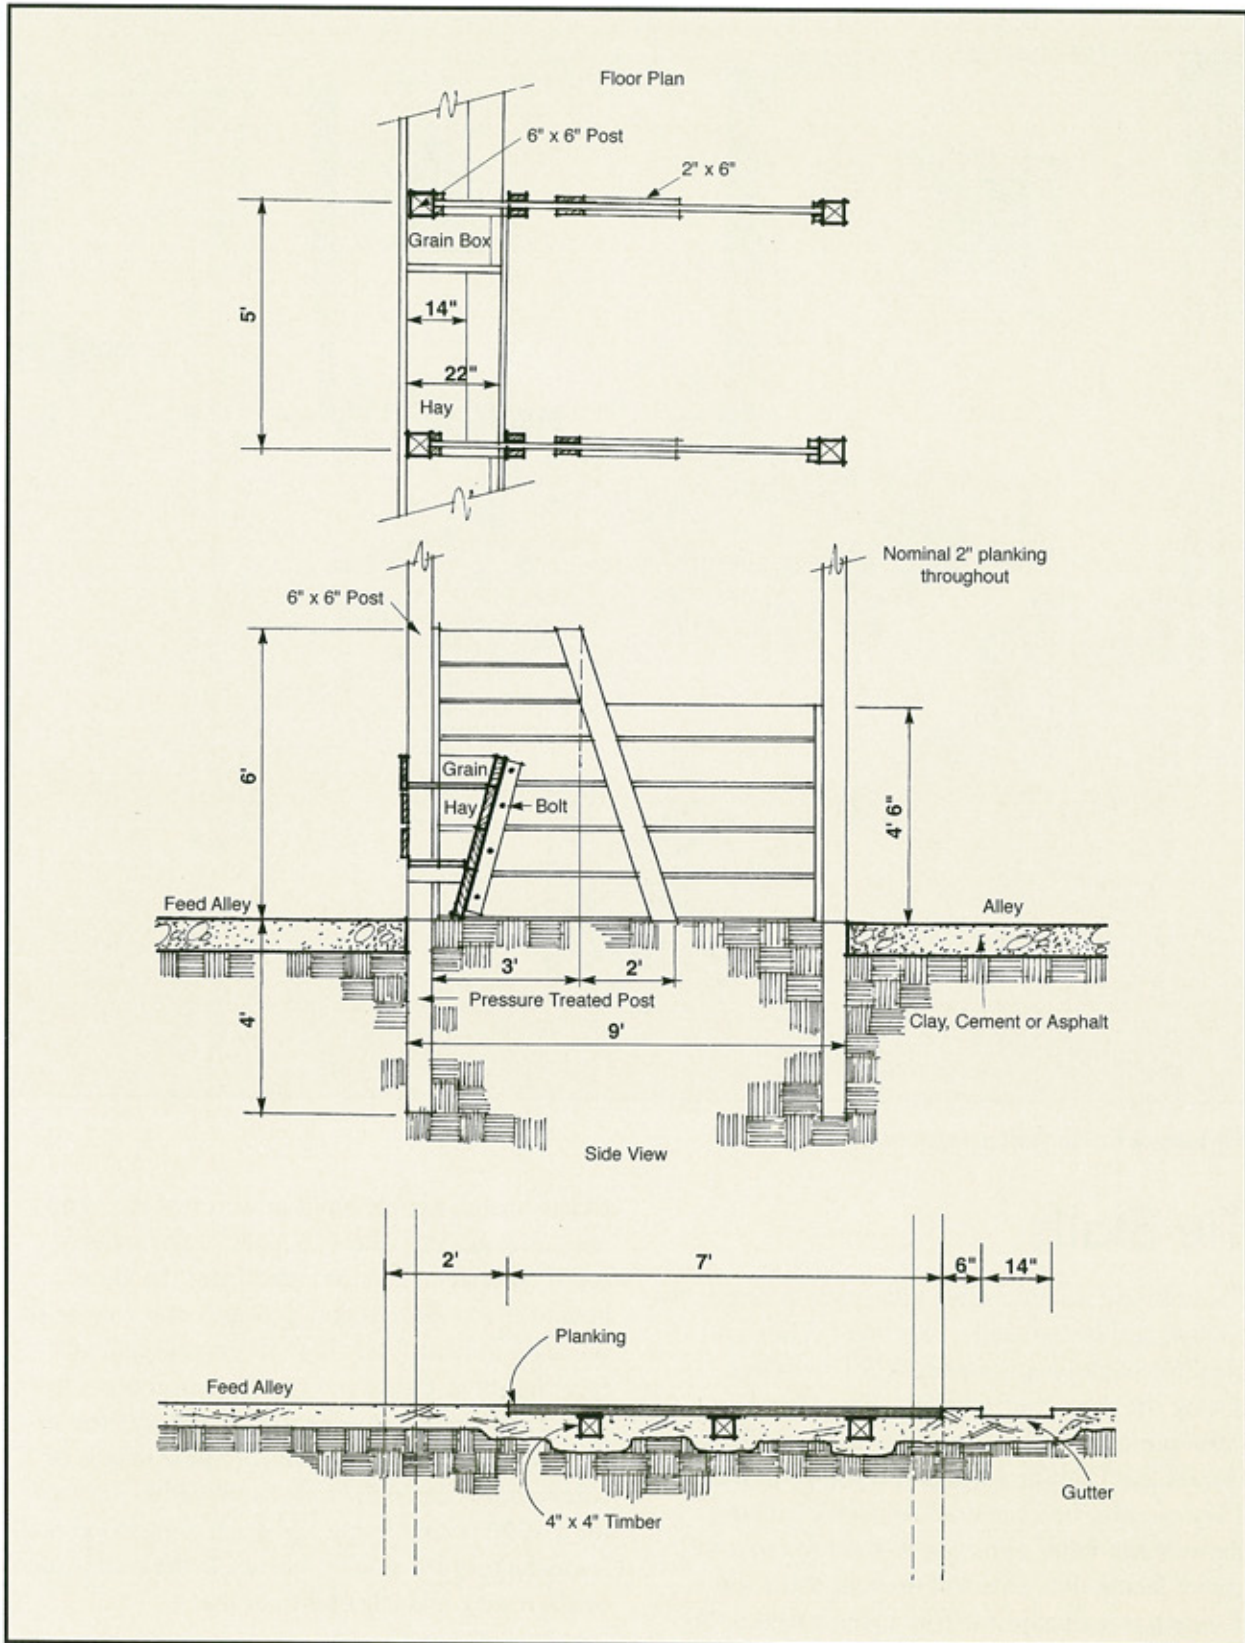 Floor Plan
6" x 6" Post
2" x 6"
Grain Box
5'
14"
22"
Hay
Nominal 2" planking
throughout
6" x 6" Post
6'
Grain
Hay
Bolt
4' 6"
Feed Alley
Alley
3'
2'
Pressure Treated Post
4'
9'
Clay, Cement or Asphalt
Side View
2'
7'
6"
14"
Planking
Feed Alley
Gutter
4" x 4" Timber